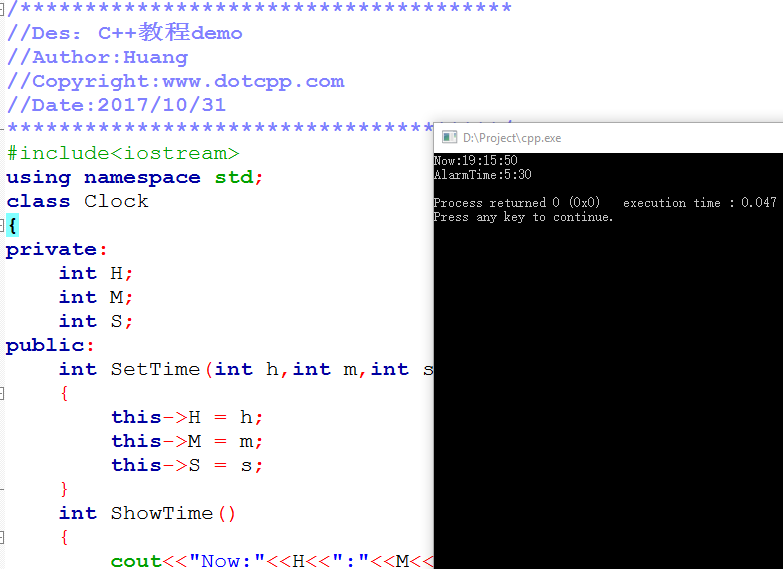 /**************************************
//Des: C++教程demo
//Author:Huang
//Copyright:www.dotcpp.com
//Date:2017/10/31
**************************************/
#include<iostream>
using namespace std;
class Clock
{
private:
int H;
int M;
int S;
public:
int SetTime(int h,int m,int s
{
this->H = h;
this->M = m;
this->S = s;
}
int ShowTime()
{
cout<<"Now:"<<H<<":"<<M<<
D:\Project\cpp.exe
Now:19:15:50
AlarmTime:5:30
Process returned 0 (0x0) execution time : 0.047
Press any key to continue.